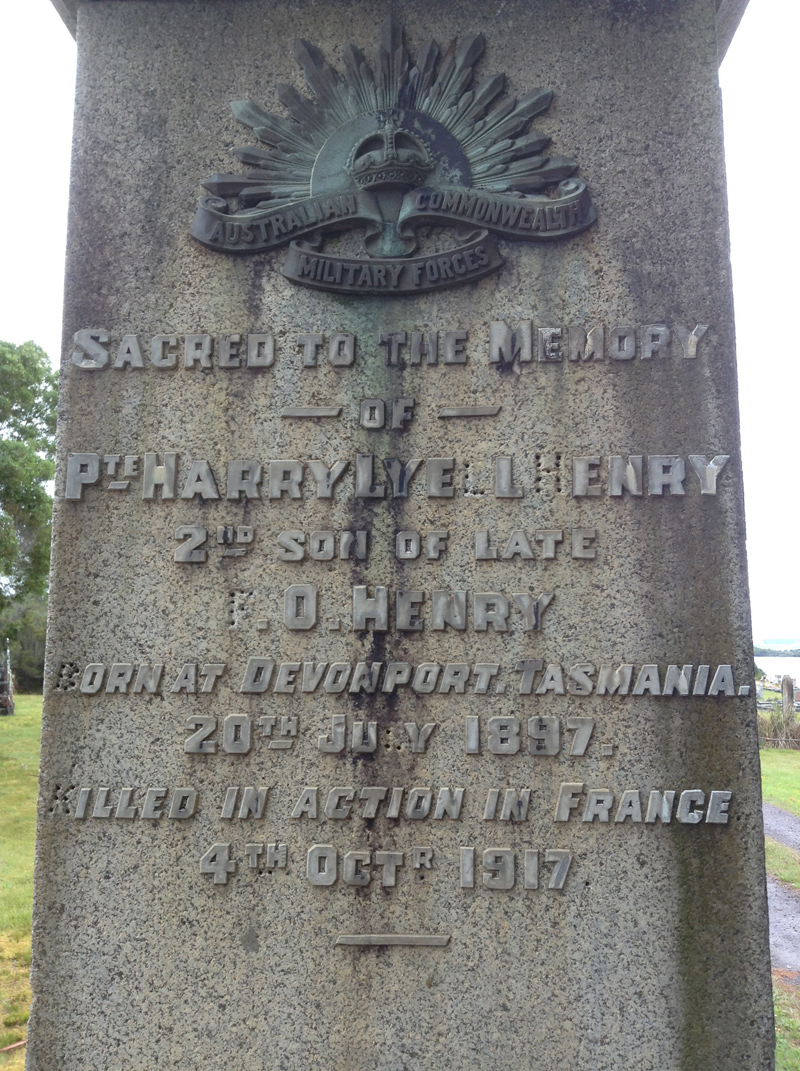 AUSTRALIAN COMMONWEALTH
MILITARY FORCES
SACRED TO THE MEMORY
OF
PTE HARRY LYELL HENRY
2ND SON OF LATE
F. O. HENRY
BORN AT DEVONPORT, TASMANIA.
20TH JULY 1897.
KILLED IN ACTION IN FRANCE
4TH OCTR 1917